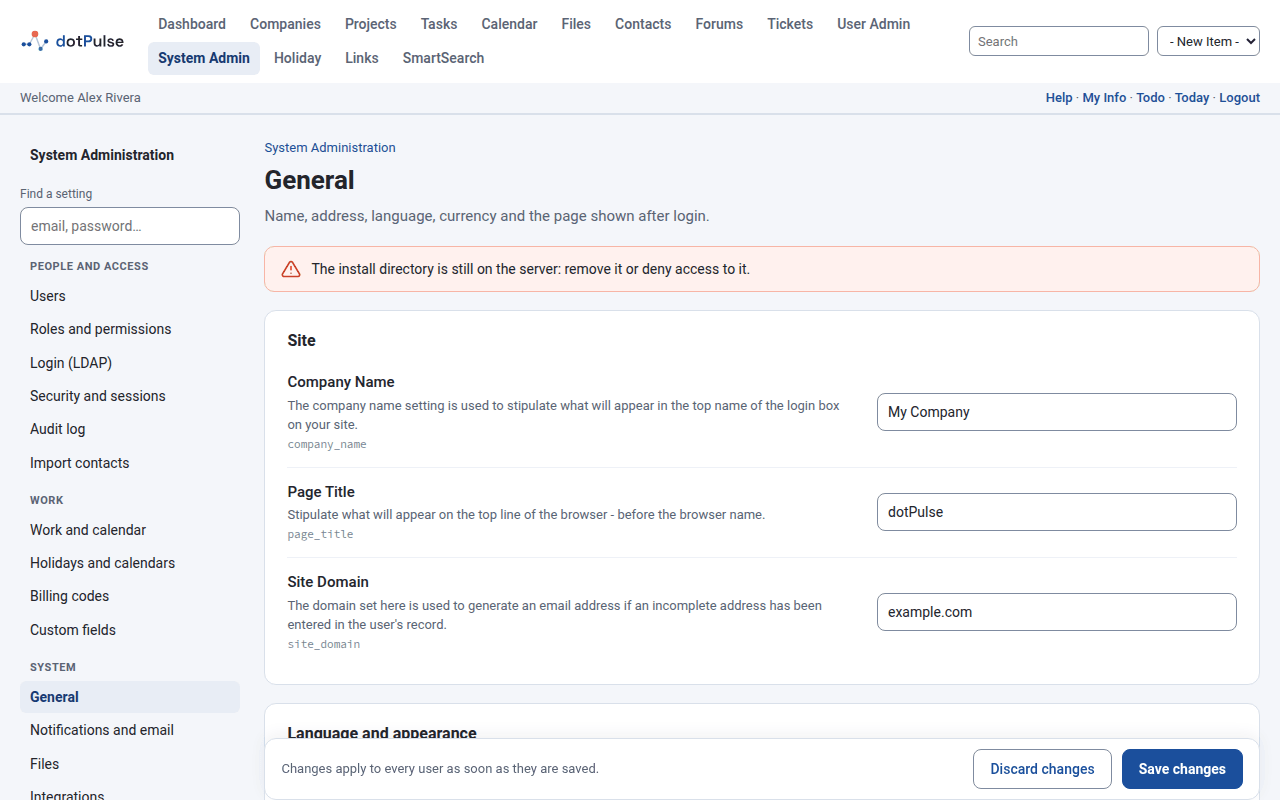 dotPulse
Dashboard Companies Projects Tasks Calendar Files Contacts Forums Tickets User Admin
System Admin Holiday Links SmartSearch
Search
- New Item -
Welcome Alex Rivera
Help · My Info · Todo · Today · Logout
System Administration
Find a setting
email, password...
PEOPLE AND ACCESS
Users
Roles and permissions
Login (LDAP)
Security and sessions
Audit log
Import contacts
WORK
Work and calendar
Holidays and calendars
Billing codes
Custom fields
SYSTEM
General
Notifications and email
Files
Integrations
System Administration
General
Name, address, language, currency and the page shown after login.
The install directory is still on the server: remove it or deny access to it.
Site
Company Name
The company name setting is used to stipulate what will appear in the top name of the login box
on your site.
company_name
My Company
Page Title
Stipulate what will appear on the top line of the browser - before the browser name.
page_title
dotPulse
Site Domain
The domain set here is used to generate an email address if an incomplete address has been
entered in the user's record.
site_domain
example.com
Language and appearance
Changes apply to every user as soon as they are saved.
Discard changes
Save changes